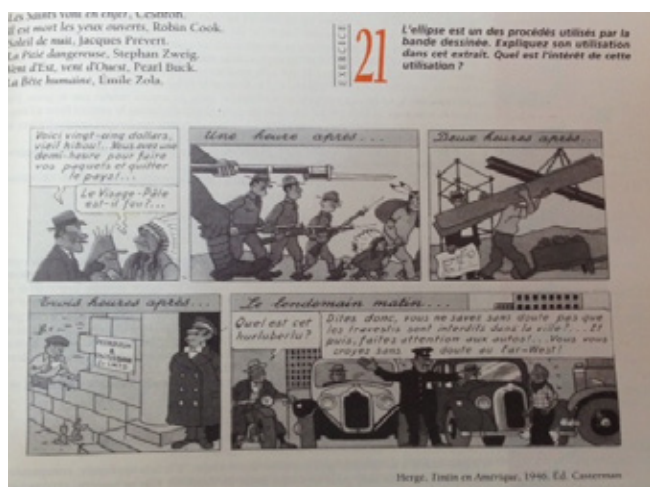 Les Saints vont en enfer, Cesbron.
Il est mort les yeux ouverts, Robin Cook.
Soleil de nuit, Jacques Prevert.
La Pitié dangereuse, Stephan Zweig.
Vent d'Est, vent d'Ouest, Pearl Buck.
La Bête humaine, Émile Zola.
EXERCICE
21
L'ellipse est un des procédés utilisés par la
bande dessinée. Expliquez son utilisation
dans cet extrait. Quel est l'intérêt de cette
utilisation ?
Voici vingt-cinq dollars,
vieil hibou!.. Vous avez une
demi-heure pour faire
vos paquets et quitter
le pays!...
Le Visage-Pâle
est-il fou?...
Une heure après...
Deux heures après...
Trois heures après...
Le lendemain matin...
Quel est cet
hurluberlu?
Dites donc, vous ne savez sans doute pas que
les travestis sont interdits dans la ville?... Et
puis, faites attention aux autos!... Vous vous
croyez sans doute au Far-West!
Hergé, Tintin en Amérique, 1946, Éd. Casterman